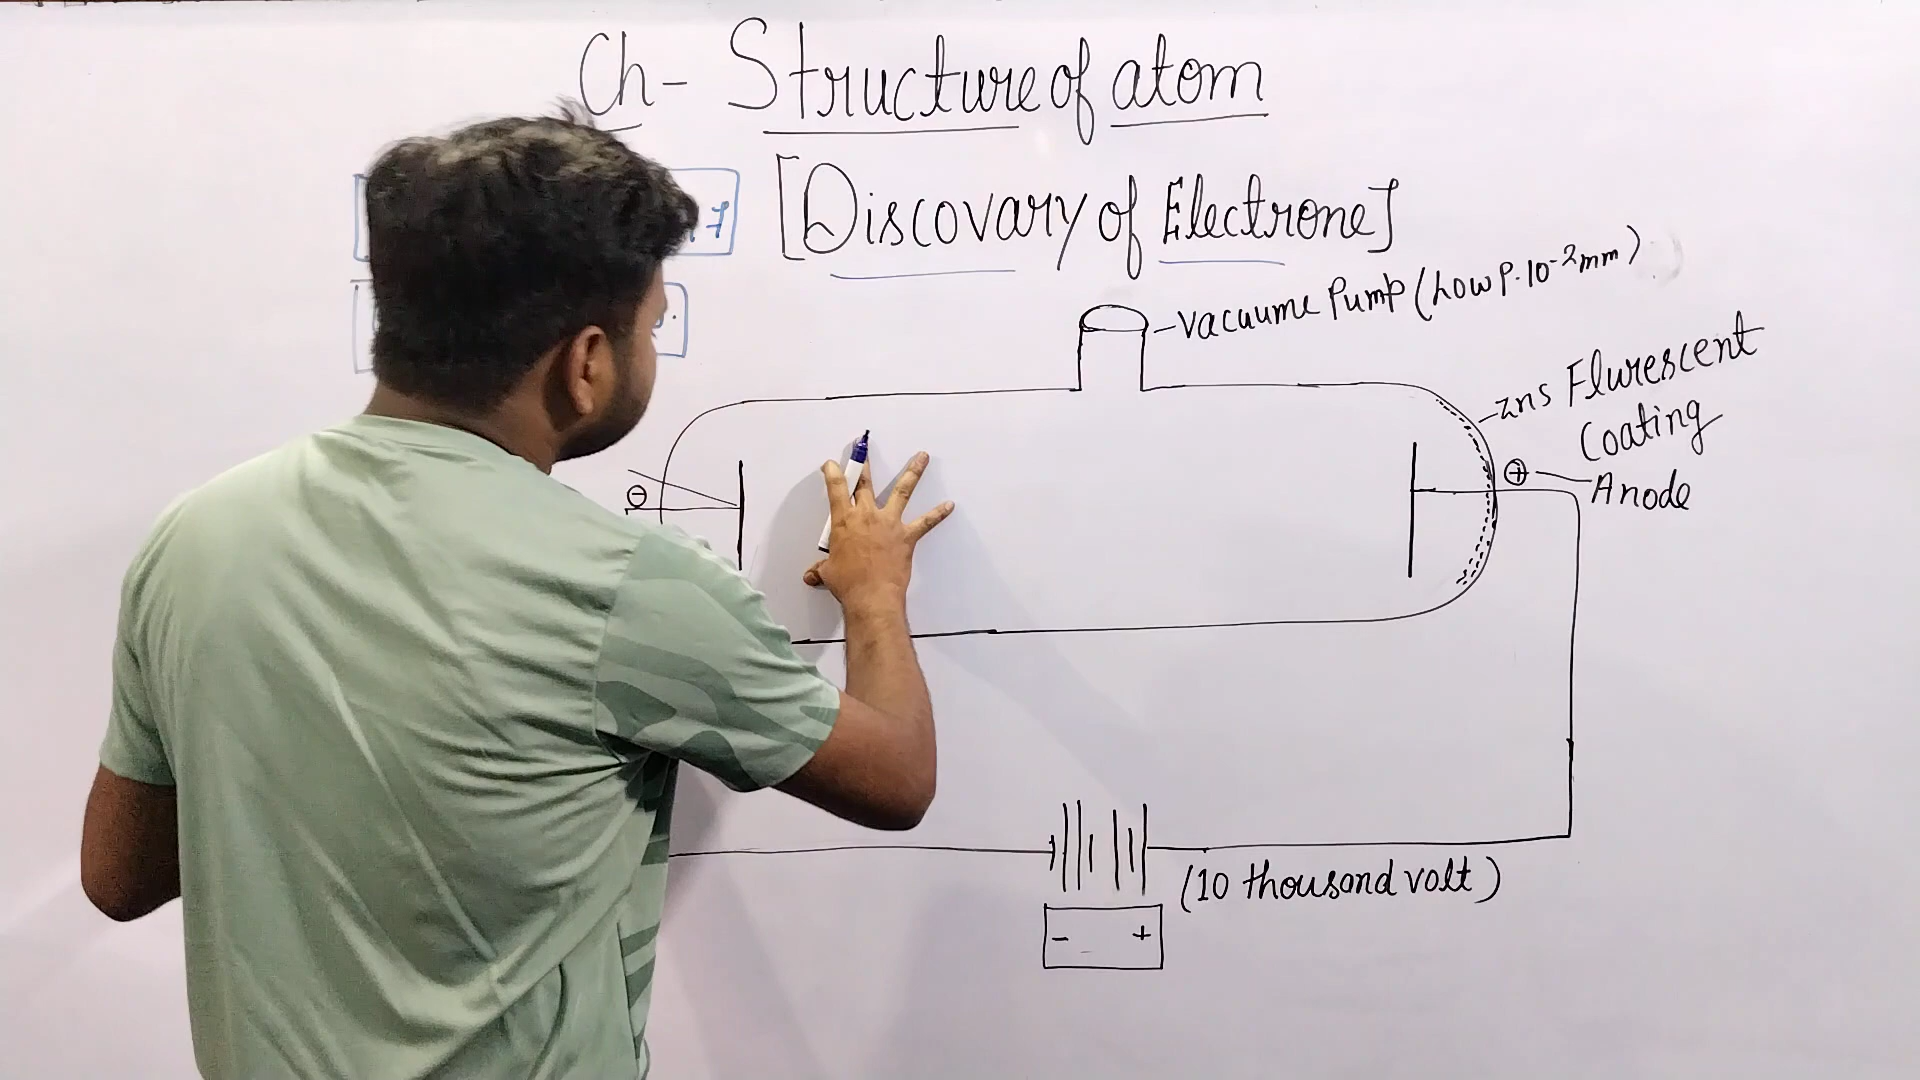 Ch- Structure of atom
[Discovary of Electrone]
vacuume Pump (Low P. 10⁻²mm)
zns Flurescent
Coating
⊕
Anode
⊖
(10 thousand volt)
- +